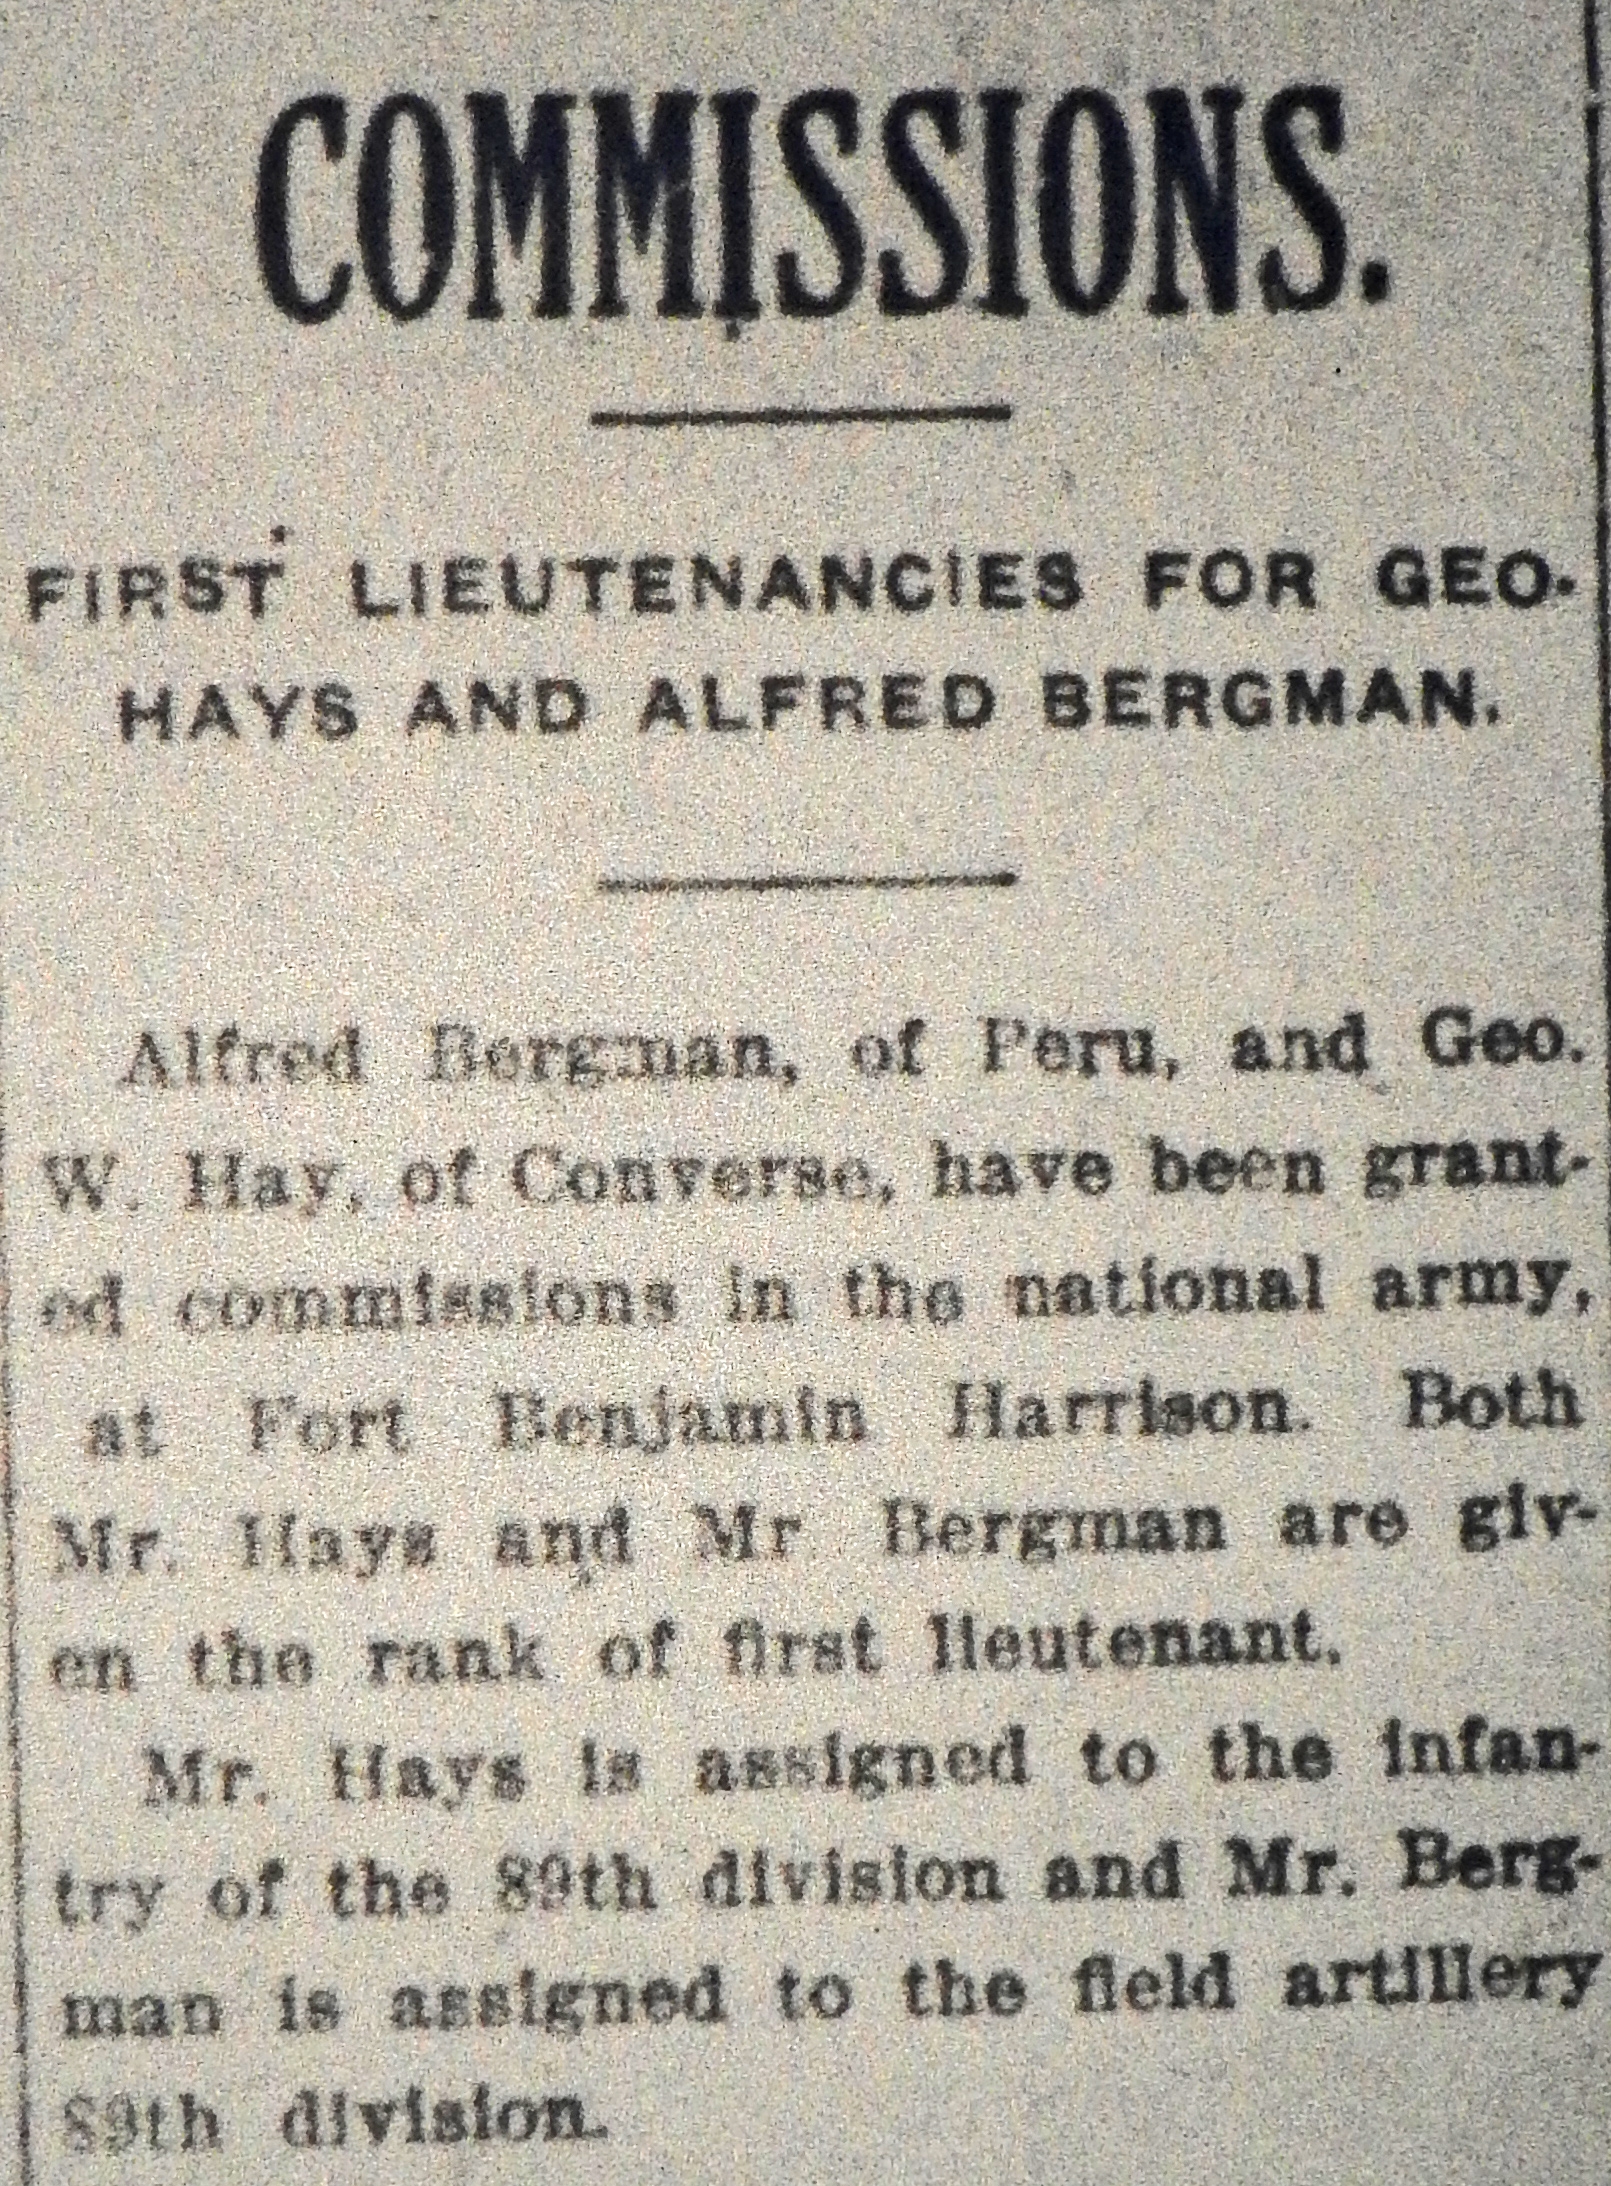 COMMISSIONS.
FIRST LIEUTENANCIES FOR GEO.
HAYS AND ALFRED BERGMAN.
Alfred Bergman, of Peru, and Geo.
W. Hay, of Converse, have been grant-
ed commissions in the national army,
at Fort Benjamin Harrison. Both
Mr. Hays and Mr. Bergman are giv-
en the rank of first lieutenant.
Mr. Hays is assigned to the infan-
try of the 89th division and Mr. Berg-
man is assigned to the field artillery
89th division.